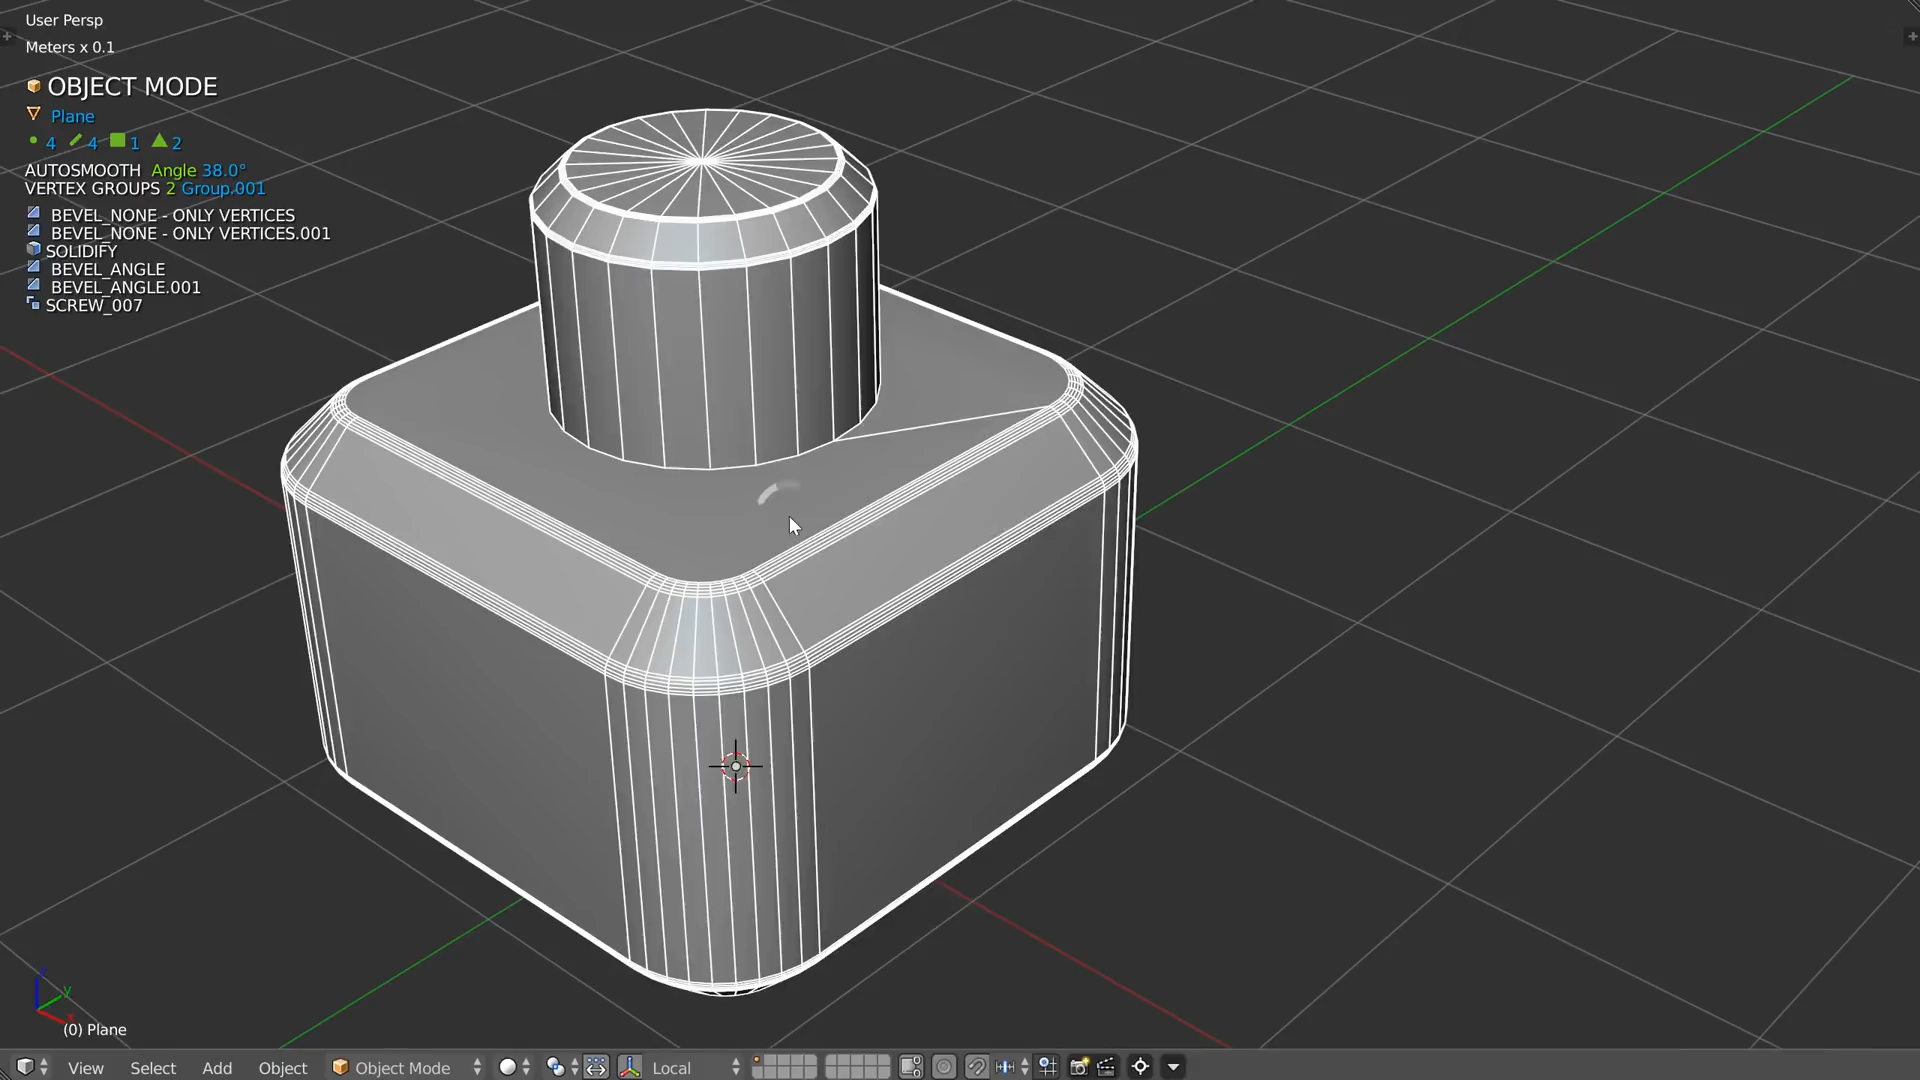 User Persp
Meters x 0.1
OBJECT MODE
Plane
4 4 1 2
AUTOSMOOTH Angle 38.0°
VERTEX GROUPS 2 Group.001
BEVEL_NONE - ONLY VERTICES
BEVEL_NONE - ONLY VERTICES.001
SOLIDIFY
BEVEL_ANGLE
BEVEL_ANGLE.001
SCREW_007
z
y
x
(0) Plane
View Select Add Object Object Mode Local